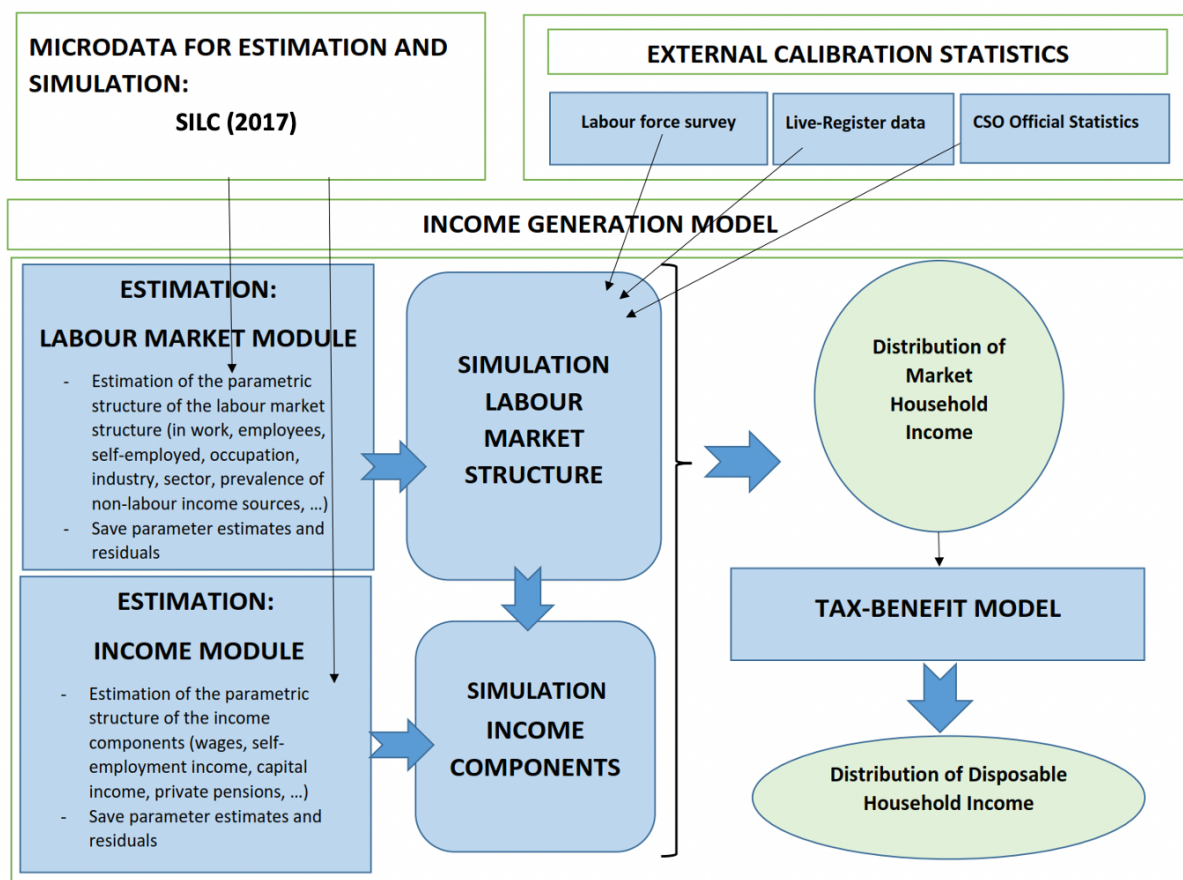 MICRODATA FOR ESTIMATION AND
SIMULATION:
SILC (2017)
EXTERNAL CALIBRATION STATISTICS
Labour force survey
Live-Register data
CSO Official Statistics
INCOME GENERATION MODEL
ESTIMATION:
LABOUR MARKET MODULE
- Estimation of the parametric
structure of the labour market
structure (in work, employees,
self-employed, occupation,
industry, sector, prevalence of
non-labour income sources, ...)
- Save parameter estimates and
residuals
SIMULATION
LABOUR
MARKET
STRUCTURE
Distribution of
Market
Household
Income
ESTIMATION:
INCOME MODULE
- Estimation of the parametric
structure of the income
components (wages, self-
employment income, capital
income, private pensions, ...)
- Save parameter estimates and
residuals
SIMULATION
INCOME
COMPONENTS
TAX-BENEFIT MODEL
Distribution of Disposable
Household Income